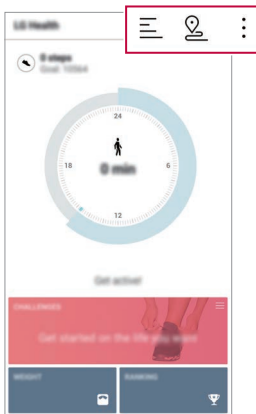 LG Health
0 steps
Goal: 10564
24
18
0 min
6
12
Get active!
CHALLENGES
Get started on the life you want
WEIGHT
RANKING